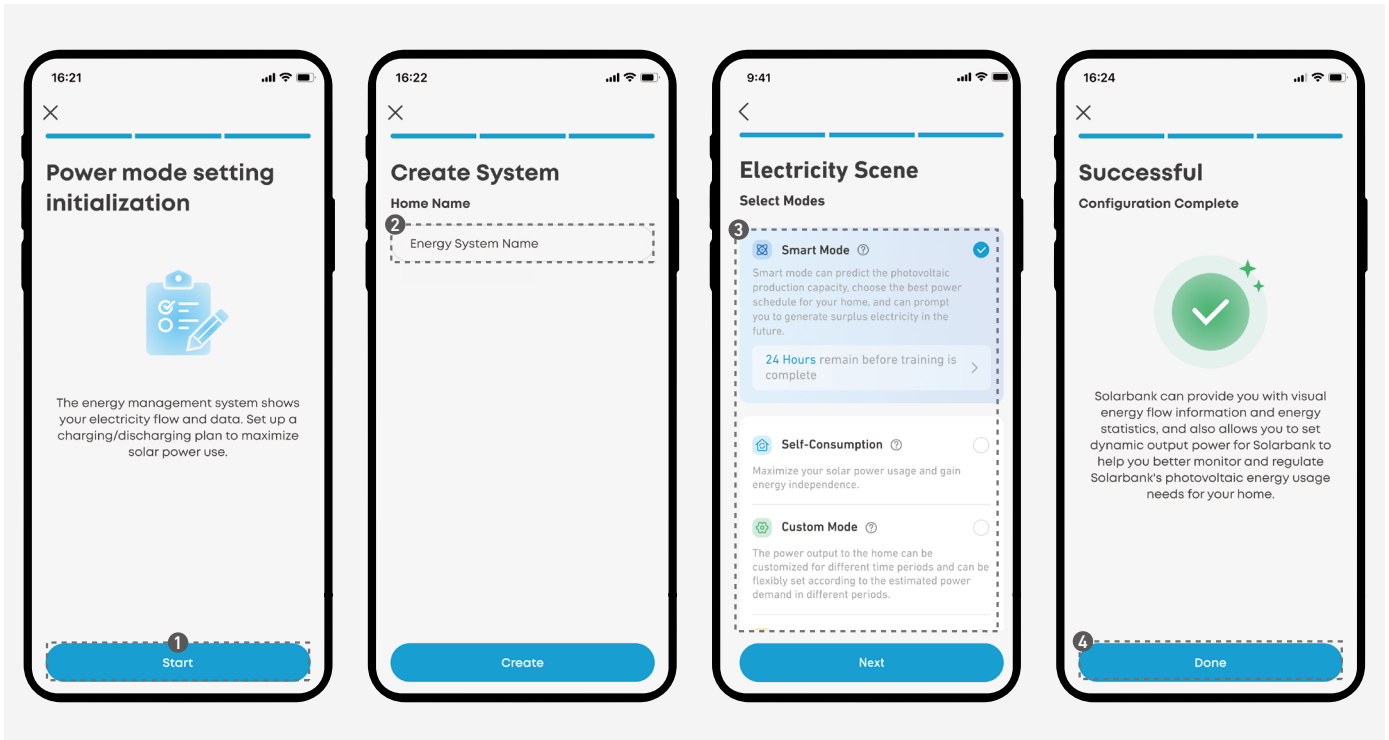 16:21
Power mode setting
initialization
The energy management system shows
your electricity flow and data. Set up a
charging/discharging plan to maximize
solar power use.
1
Start
16:22
Create System
Home Name
2
Energy System Name
Create
9:41
Electricity Scene
Select Modes
3
Smart Mode ?
Smart mode can predict the photovoltaic
production capacity, choose the best power
schedule for your home, and can prompt
you to generate surplus electricity in the
future.
24 Hours remain before training is
complete
Self-Consumption ?
Maximize your solar power usage and gain
energy independence.
Custom Mode ?
The power output to the home can be
customized for different time periods and can be
flexibly set according to the estimated power
demand in different periods.
Next
16:24
Successful
Configuration Complete
Solarbank can provide you with visual
energy flow information and energy
statistics, and also allows you to set
dynamic output power for Solarbank to
help you better monitor and regulate
Solarbank's photovoltaic energy usage
needs for your home.
4
Done